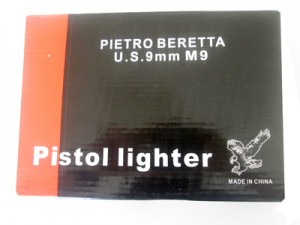 PIETRO BERETTA
U.S.9mm M9
Pistol lighter
MADE IN CHINA